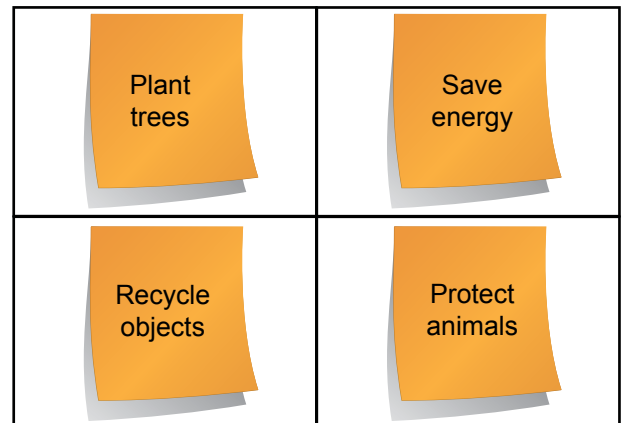 Plant
trees
Save
energy
Recycle
objects
Protect
animals